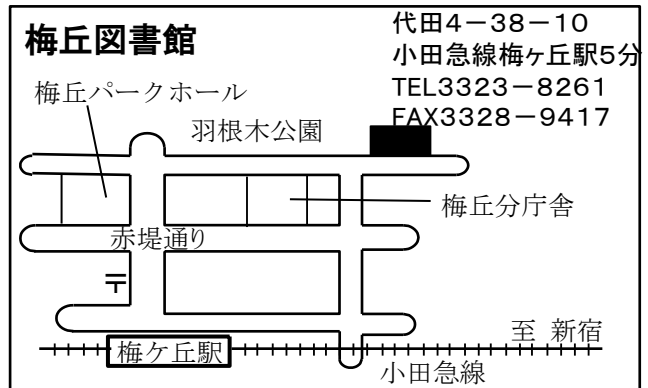 梅丘図書館
代田4－38－10
小田急線梅ヶ丘駅5分
TEL3323－8261
FAX3328－9417
梅丘パークホール
羽根木公園
梅丘分庁舎
赤堤通り
〒
至 新宿
梅ケ丘駅
小田急線